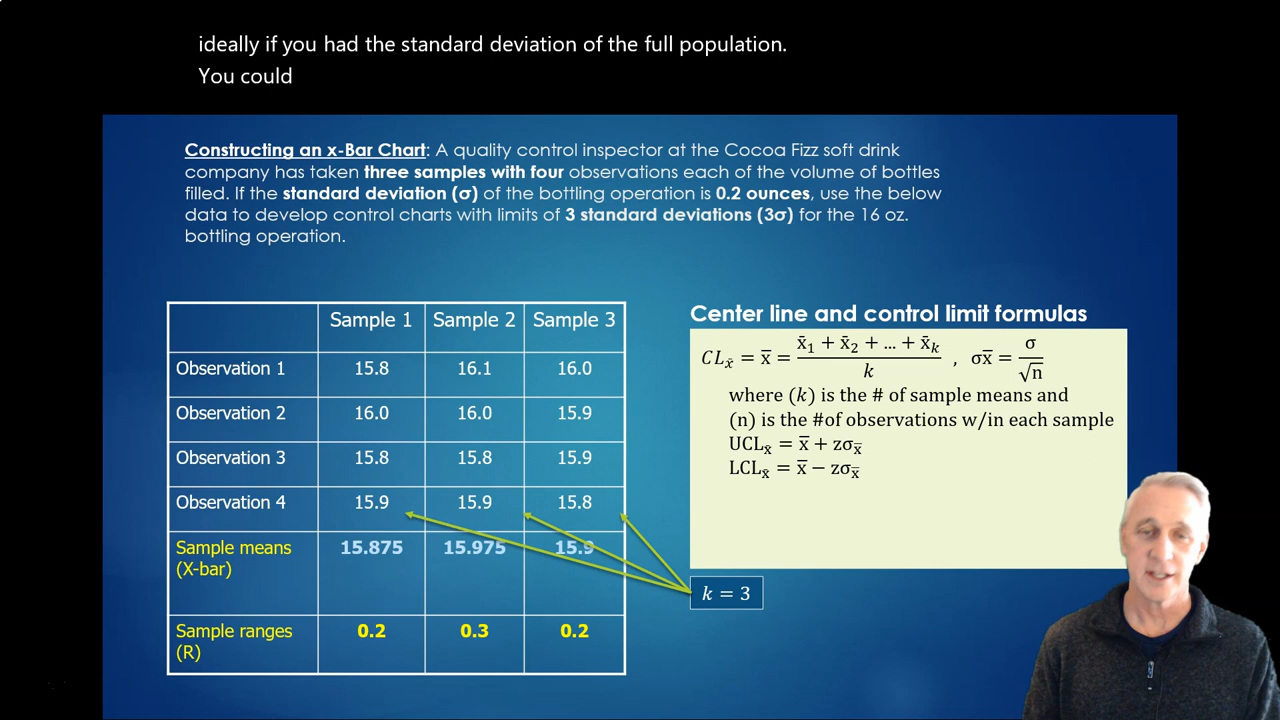 ideally if you had the standard deviation of the full population.
You could
Constructing an x-Bar Chart: A quality control inspector at the Cocoa Fizz soft drink
company has taken three samples with four observations each of the volume of bottles
filled. If the standard deviation (σ) of the bottling operation is 0.2 ounces, use the below
data to develop control charts with limits of 3 standard deviations (3σ) for the 16 oz.
bottling operation.
Sample 1 Sample 2 Sample 3
Observation 1 15.8 16.1 16.0
Observation 2 16.0 16.0 15.9
Observation 3 15.8 15.8 15.9
Observation 4 15.9 15.9 15.8
Sample means 15.875 15.975 15.9
(X-bar)
Sample ranges 0.2 0.3 0.2
(R)
Center line and control limit formulas
CL_x̄ = x̿ = (x̄₁ + x̄₂ + ... + x̄ₖ) / k , σx̅ = σ / √n
where (k) is the # of sample means and
(n) is the #of observations w/in each sample
UCL_x̄ = x̿ + zσ_x̄
LCL_x̄ = x̿ − zσ_x̄
k = 3